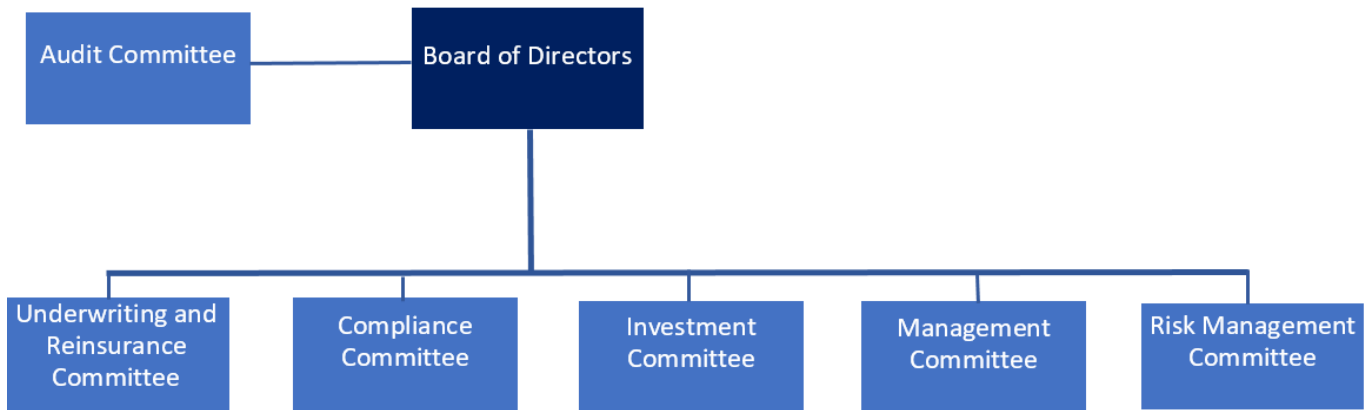 Audit Committee
Board of Directors
Underwriting and
Reinsurance
Committee
Compliance
Committee
Investment
Committee
Management
Committee
Risk Management
Committee